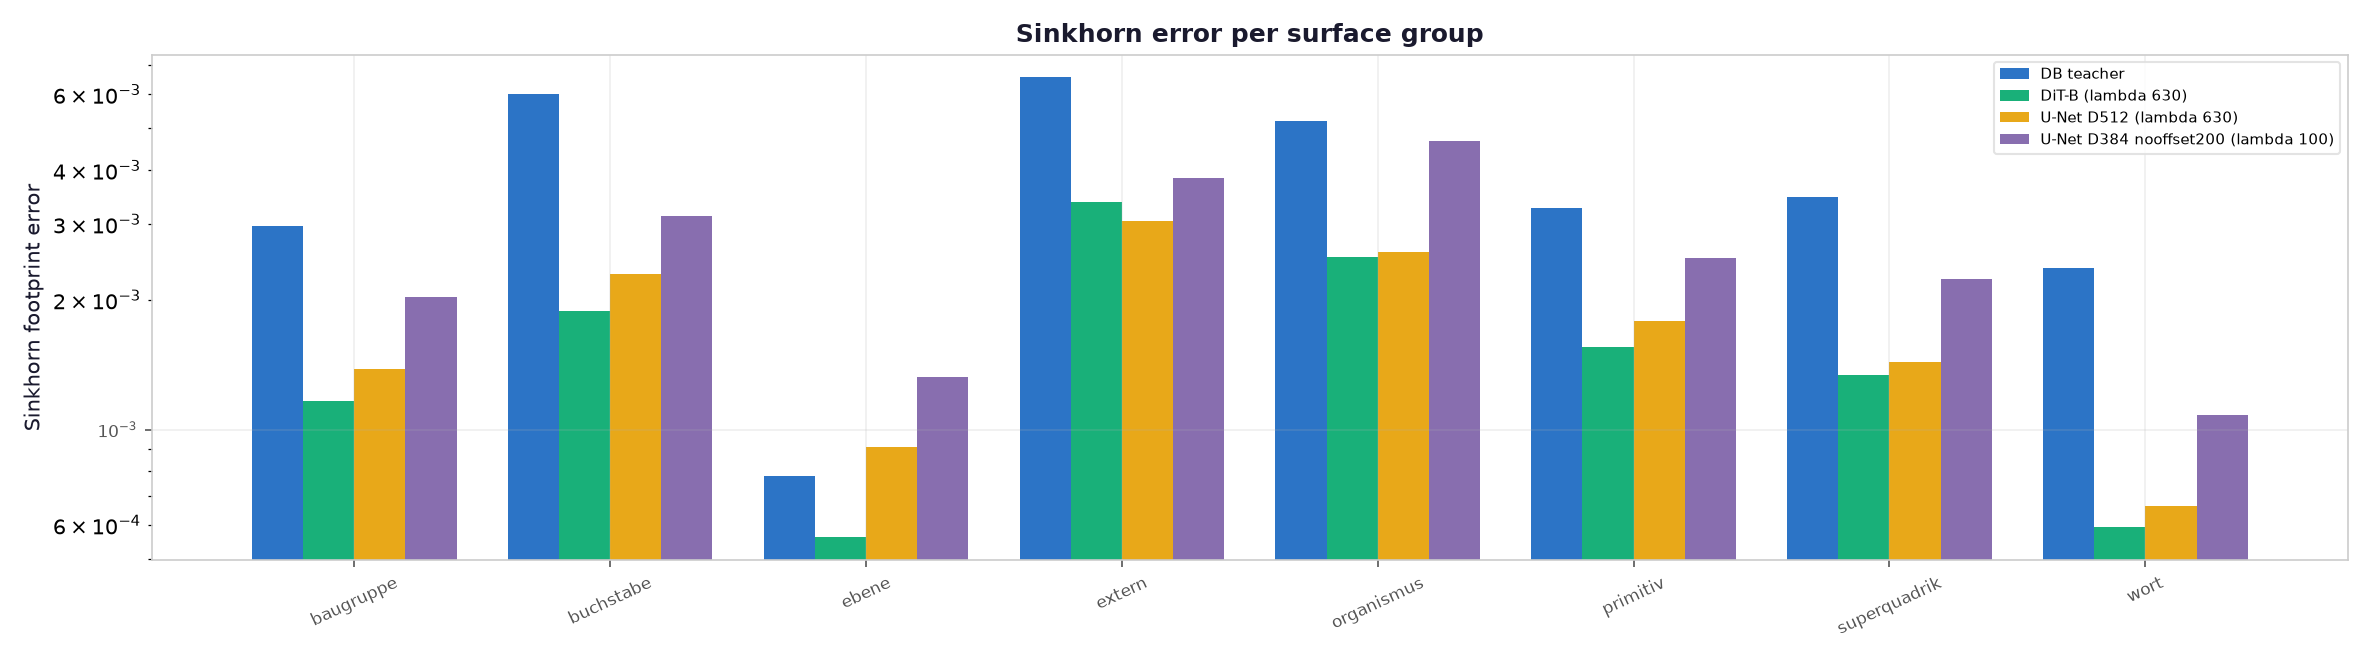 Sinkhorn error per surface group
Sinkhorn footprint error
6 × 10⁻³
4 × 10⁻³
3 × 10⁻³
2 × 10⁻³
10⁻³
6 × 10⁻⁴
DB teacher
DiT-B (lambda 630)
U-Net D512 (lambda 630)
U-Net D384 nooffset200 (lambda 100)
baugruppe
buchstabe
ebene
extern
organismus
primitiv
superquadrik
wort